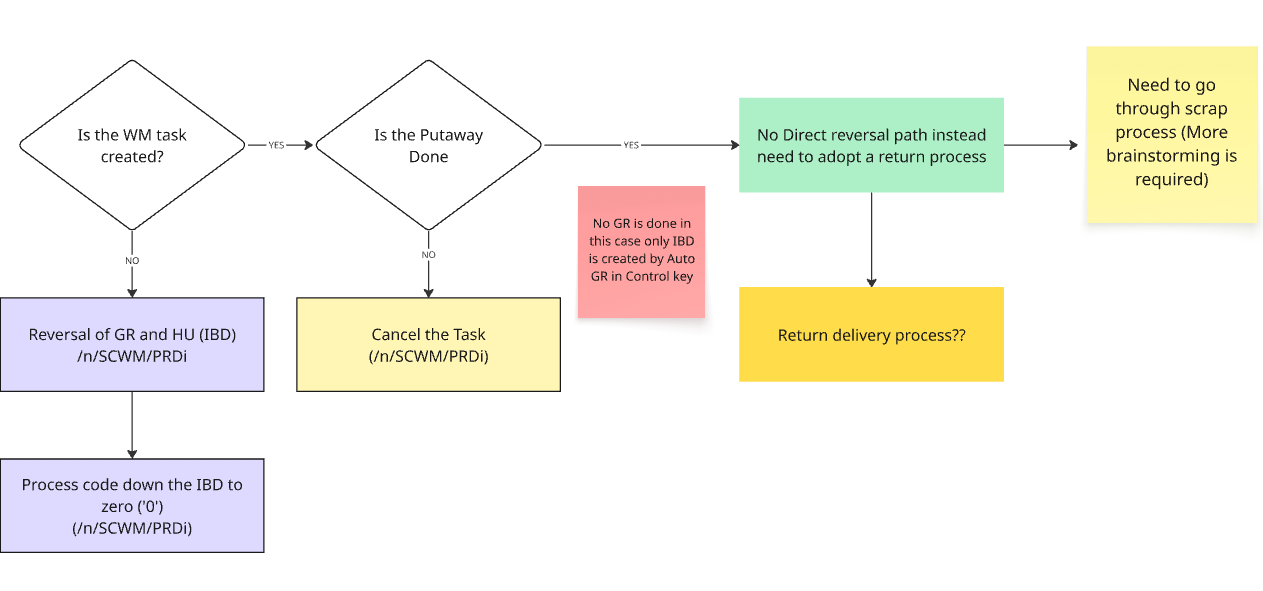 Is the WM task
created?
YES
Is the Putaway
Done
YES
No Direct reversal path instead
need to adopt a return process
Need to go
through scrap
process (More
brainstorming is
required)
No GR is done in
this case only IBD
is created by Auto
GR in Control key
NO
NO
Reversal of GR and HU (IBD)
/n/SCWM/PRDi
Cancel the Task
(/n/SCWM/PRDi)
Return delivery process??
Process code down the IBD to
zero ('0')
(/n/SCWM/PRDi)